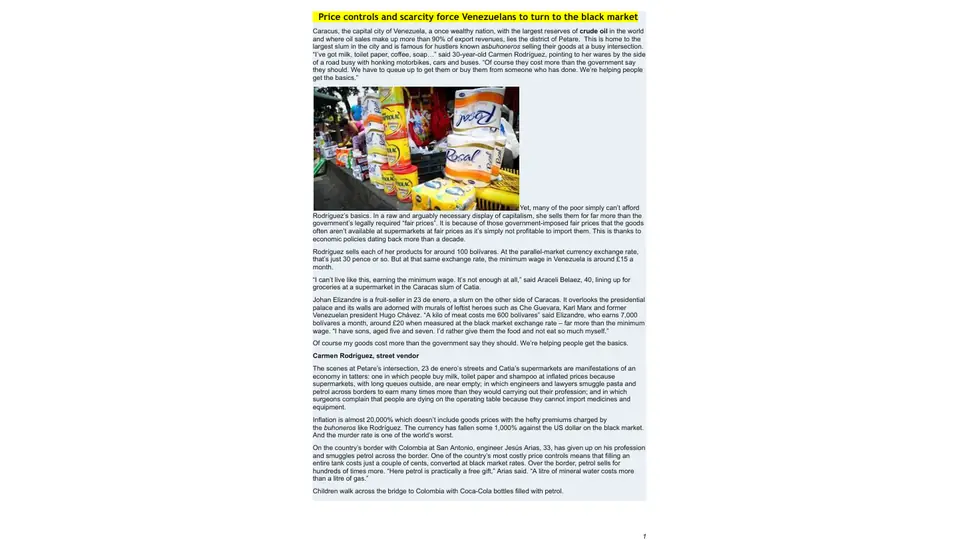 Price controls and scarcity force Venezuelans to turn to the black market
Caracus, the capital city of Venezuela, a once wealthy nation, with the largest reserves of crude oil in the world
and where oil sales make up more than 90% of export revenues, lies the district of Petare.  This is home to the
largest slum in the city and is famous for hustlers known asbuhoneros selling their goods at a busy intersection.
“I’ve got milk, toilet paper, coffee, soap…” said 30-year-old Carmen Rodríguez, pointing to her wares by the side
of a road busy with honking motorbikes, cars and buses. “Of course they cost more than the government say
they should. We have to queue up to get them or buy them from someone who has done. We’re helping people
get the basics.”
Rosal
Rosal
Yet, many of the poor simply can’t afford
Rodríguez’s basics. In a raw and arguably necessary display of capitalism, she sells them for far more than the
government’s legally required “fair prices”. It is because of those government-imposed fair prices that the goods
often aren’t available at supermarkets at fair prices as it’s simply not profitable to import them. This is thanks to
economic policies dating back more than a decade.
Rodríguez sells each of her products for around 100 bolívares. At the parallel-market currency exchange rate,
that’s just 30 pence or so. But at that same exchange rate, the minimum wage in Venezuela is around £15 a
month.
“I can’t live like this, earning the minimum wage. It’s not enough at all,” said Araceli Belaez, 40, lining up for
groceries at a supermarket in the Caracas slum of Catia.
Johan Elizandre is a fruit-seller in 23 de enero, a slum on the other side of Caracas. It overlooks the presidential
palace and its walls are adorned with murals of leftist heroes such as Che Guevara, Karl Marx and former
Venezuelan president Hugo Chávez. “A kilo of meat costs me 600 bolívares” said Elizandre, who earns 7,000
bolívares a month, around £20 when measured at the black market exchange rate – far more than the minimum
wage. “I have sons, aged five and seven. I’d rather give them the food and not eat so much myself.”
Of course my goods cost more than the government say they should. We’re helping people get the basics.
Carmen Rodríguez, street vendor
The scenes at Petare’s intersection, 23 de enero’s streets and Catia’s supermarkets are manifestations of an
economy in tatters: one in which people buy milk, toilet paper and shampoo at inflated prices because
supermarkets, with long queues outside, are near empty; in which engineers and lawyers smuggle pasta and
petrol across borders to earn many times more than they would carrying out their profession; and in which
surgeons complain that people are dying on the operating table because they cannot import medicines and
equipment.
Inflation is almost 20,000% which doesn’t include goods prices with the hefty premiums charged by
the buhoneros like Rodríguez. The currency has fallen some 1,000% against the US dollar on the black market.
And the murder rate is one of the world’s worst.
On the country’s border with Colombia at San Antonio, engineer Jesús Arias, 33, has given up on his profession
and smuggles petrol across the border. One of the country’s most costly price controls means that filling an
entire tank costs just a couple of cents, converted at black market rates. Over the border, petrol sells for
hundreds of times more. “Here petrol is practically a free gift,” Arias said. “A litre of mineral water costs more
than a litre of gas.”
Children walk across the bridge to Colombia with Coca-Cola bottles filled with petrol.
1